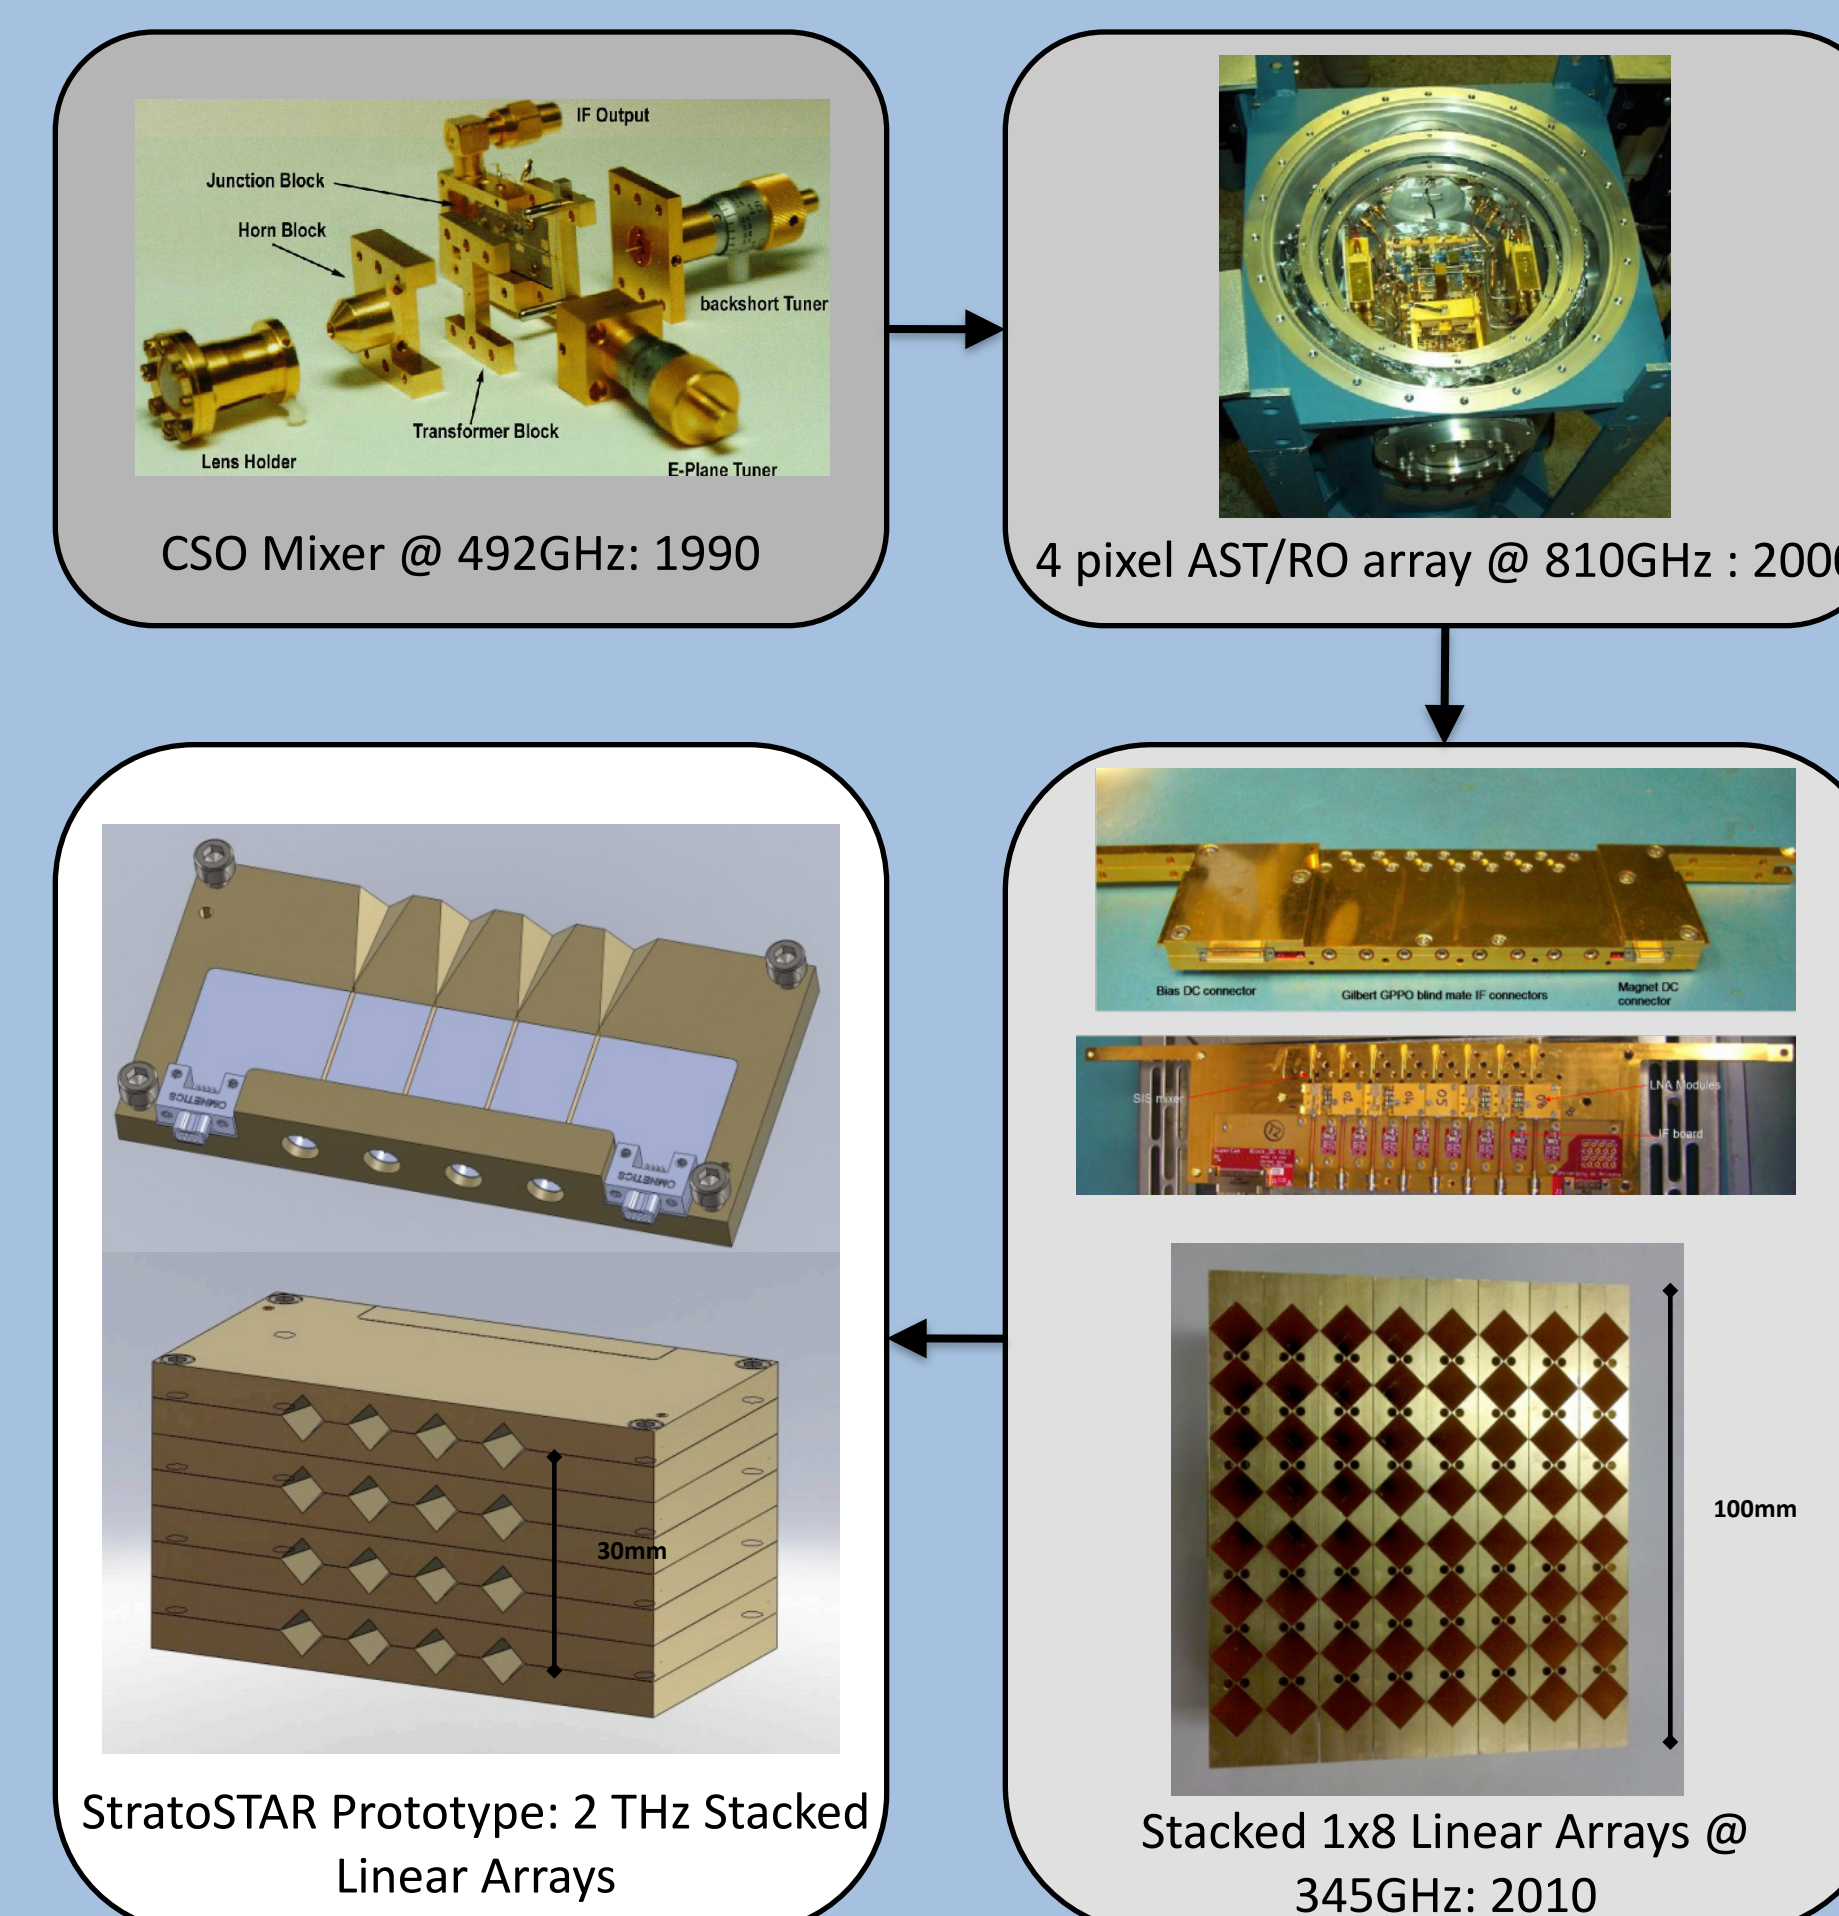 IF Output
Junction Block
Horn Block
backshort Tuner
Transformer Block
Lens Holder
E-Plane Tuner
CSO Mixer @ 492GHz: 1990
4 pixel AST/RO array @ 810GHz : 200
Bias DC connector
Gilbert GPPO blind mate IF connectors
Magnet DC
connector
SIS mixer
LNA Modules
IF board
100mm
Stacked 1x8 Linear Arrays @
345GHz: 2010
OMNETICS
OMNETICS
30mm
StratoSTAR Prototype: 2 THz Stacked
Linear Arrays